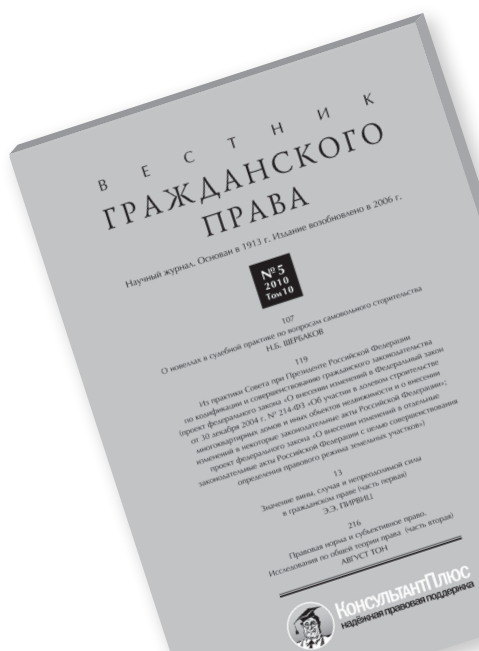 ВЕСТНИК
ГРАЖДАНСКОГО
ПРАВА
Научный журнал. Основан в 1913 г. Издание возобновлено в 2006 г.
№ 5
2010
Том 10
107
О новеллах в судебной практике по вопросам самовольного сторительства
Н.Б. ЩЕРБАКОВ
119
Из практики Совета при Президенте Российской Федерации
по кодификации и совершенствованию гражданского законодательства
(проект федерального закона «О внесении изменений в Федеральный закон
от 30 декабря 2004 г. № 214-ФЗ «Об участии в долевом строительстве
многоквартирных домов и иных объектов недвижимости и о внесении
изменений в некоторые законодательные акты Российской Федерации»;
проект федерального закона «О внесении изменений в отдельные
законодательные акты Российской Федерации с целью совершенствования
определения правового режима земельных участков»)
13
Значение вины, случая и непреодолимой силы
в гражданском праве (часть первая)
Э.Э. ПИРВИЦ
216
Правовая норма и субъективное право.
Исследования по общей теории права (часть вторая)
АВГУСТ ТОН
КонсультантПлюс
надёжная правовая поддержка